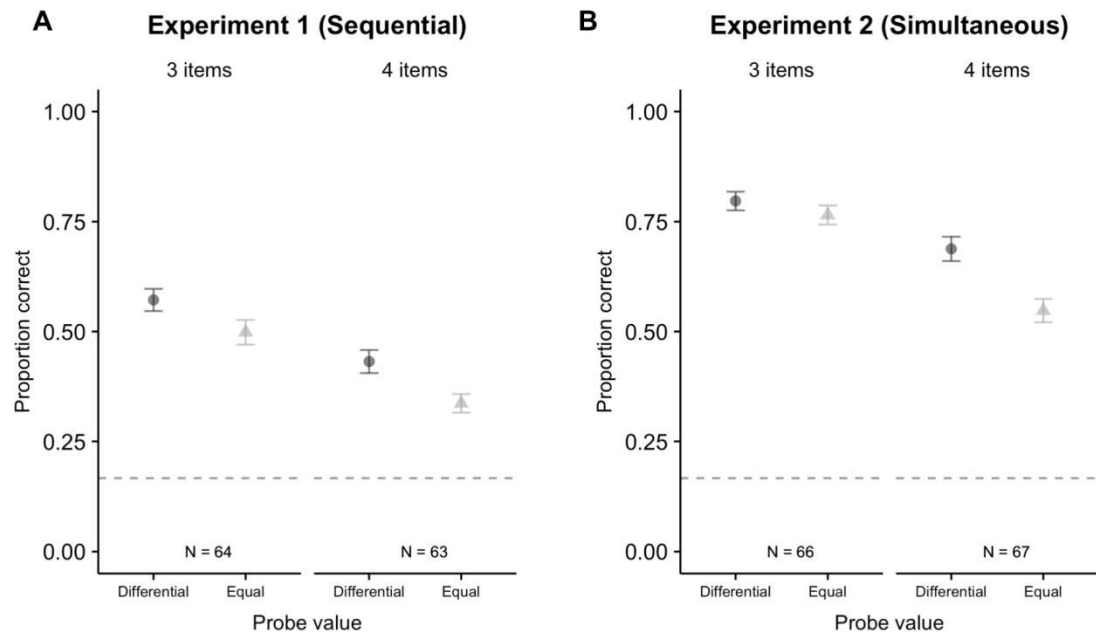 A
Experiment 1 (Sequential)
3 items
4 items
Proportion correct
1.00
0.75
0.50
0.25
0.00
N = 64
N = 63
Differential
Equal
Differential
Equal
Probe value
B
Experiment 2 (Simultaneous)
3 items
4 items
Proportion correct
1.00
0.75
0.50
0.25
0.00
N = 66
N = 67
Differential
Equal
Differential
Equal
Probe value